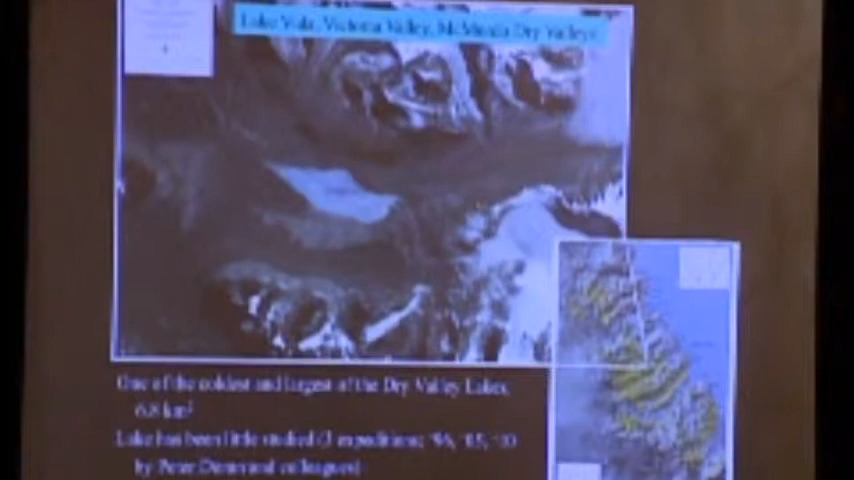 Lake Vida, Victoria Valley, McMurdo Dry Valleys
One of the coldest and largest of the Dry Valley Lakes,
6.8 km²
Lake has been little studied (3 expeditions; '96, '05, '10
by Peter Doran and colleagues)